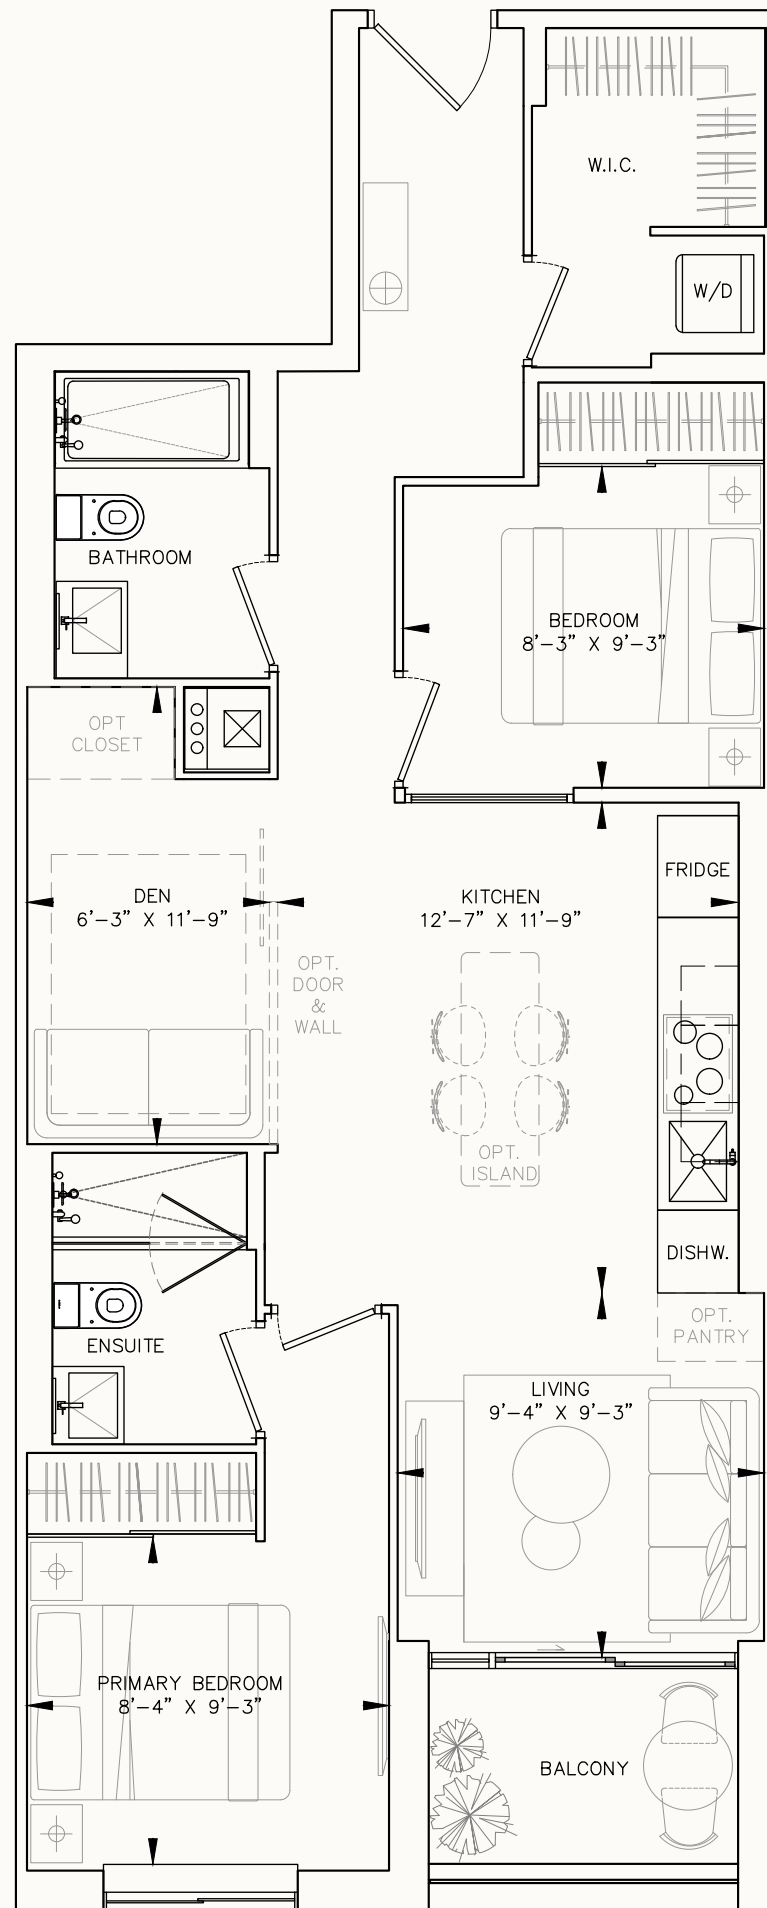 W.I.C.
W/D
BATHROOM
BEDROOM
8'-3" X 9'-3"
OPT
CLOSET
DEN
6'-3" X 11'-9"
KITCHEN
12'-7" X 11'-9"
FRIDGE
OPT.
DOOR
&
WALL
OPT.
ISLAND
DISHW.
OPT.
PANTRY
ENSUITE
LIVING
9'-4" X 9'-3"
PRIMARY BEDROOM
8'-4" X 9'-3"
BALCONY